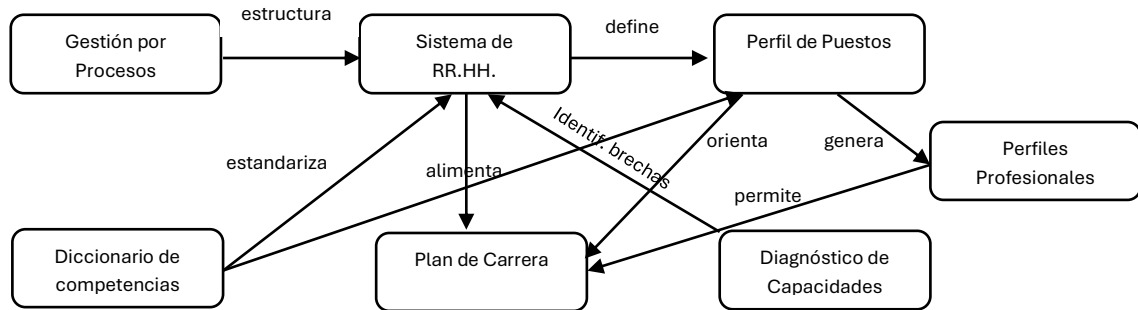 estructura
Gestión por
Procesos
Sistema de
RR.HH.
define
Perfil de Puestos
estandariza
alimenta
Identif. brechas
orienta
genera
Perfiles
Profesionales
permite
Diccionario de
competencias
Plan de Carrera
Diagnóstico de
Capacidades